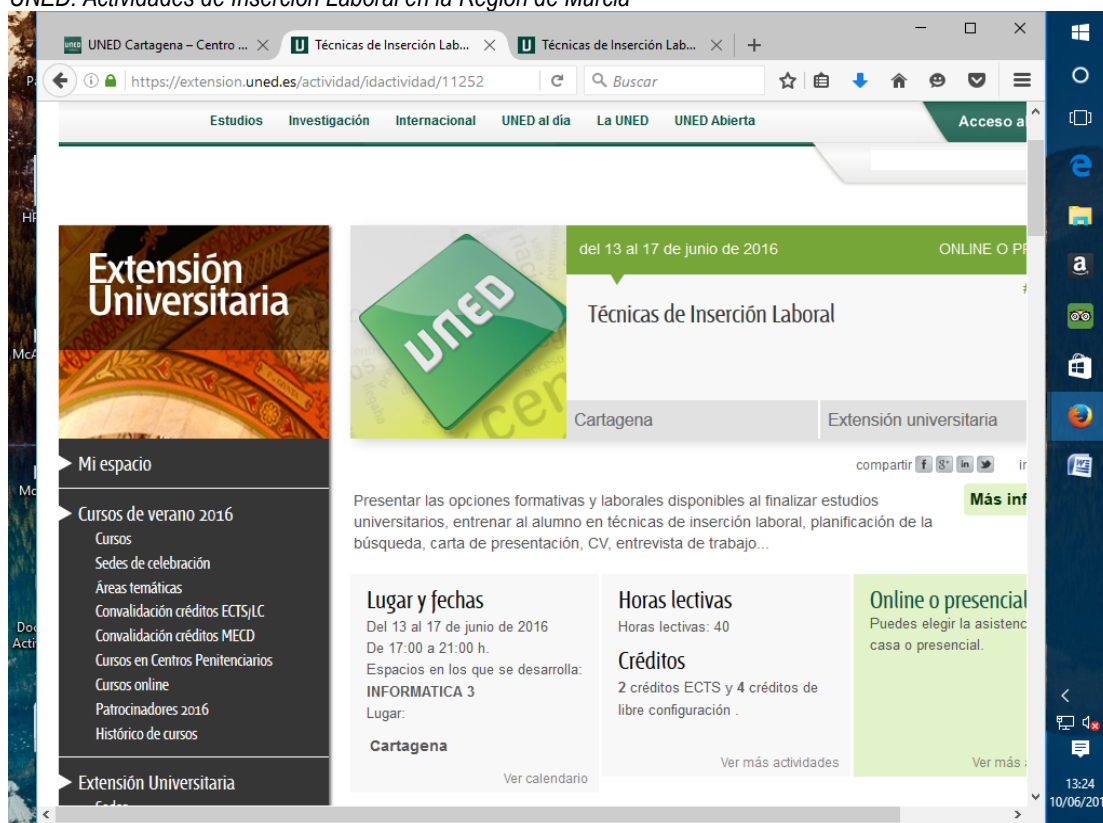 UNED: Actividades de Inserción Laboral en la Región de Murcia
UNED Cartagena – Centro ...
Técnicas de Inserción Lab...
Técnicas de Inserción Lab...
https://extension.uned.es/actividad/idactividad/11252
Buscar
Estudios Investigación Internacional UNED al día La UNED UNED Abierta
Acceso al
Extensión
Universitaria
UNED
del 13 al 17 de junio de 2016
ONLINE O
Técnicas de Inserción Laboral
Cartagena
Extensión universitaria
compartir
Mi espacio
Cursos de verano 2016
Cursos
Sedes de celebración
Áreas temáticas
Convalidación créditos ECTS/LC
Convalidación créditos MECD
Cursos en Centros Penitenciarios
Cursos online
Patrocinadores 2016
Histórico de cursos
Extensión Universitaria
Presentar las opciones formativas y laborales disponibles al finalizar estudios
universitarios, entrenar al alumno en técnicas de inserción laboral, planificación de la
búsqueda, carta de presentación, CV, entrevista de trabajo...
Más inf
Lugar y fechas
Del 13 al 17 de junio de 2016
De 17:00 a 21:00 h.
Espacios en los que se desarrolla:
INFORMATICA 3
Lugar:
Cartagena
Ver calendario
Horas lectivas
Horas lectivas: 40
Créditos
2 créditos ECTS y 4 créditos de
libre configuración .
Ver más actividades
Online o presencial
Puedes elegir la asistenc
casa o presencial.
Ver más
13:24
10/06/201